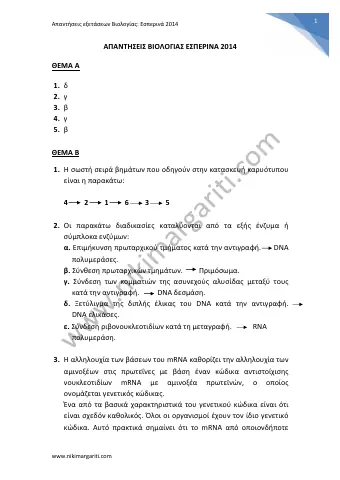 Απαντήσεις εξετάσεων Βιολογίας: Εσπερινά 2014
1
ΑΠΑΝΤΗΣΕΙΣ ΒΙΟΛΟΓΙΑΣ ΕΣΠΕΡΙΝΑ 2014
ΘΕΜΑ Α
1. δ
2. γ
3. β
4. γ
5. β
ΘΕΜΑ Β
1. Η σωστή σειρά βημάτων που οδηγούν στην κατασκευή καρυότυπου
είναι η παρακάτω:
4 → 2 → 1 → 6 → 3 → 5
2. Οι παρακάτω διαδικασίες καταλύονται από τα εξής ένζυμα ή
σύμπλοκα ενζύμων:
α. Επιμήκυνση πρωταρχικού τμήματος κατά την αντιγραφή. → DNA
πολυμεράσες.
β. Σύνθεση πρωταρχικών τμημάτων. → Πριμόσωμα.
γ. Σύνδεση των κομματιών της ασυνεχούς αλυσίδας μεταξύ τους
κατά την αντιγραφή. → DNA δεσμάση.
δ. Ξετύλιγμα της διπλής έλικας του DNA κατά την αντιγραφή. →
DNA ελικάσες.
ε. Σύνδεση ριβονουκλεοτιδίων κατά τη μεταγραφή. → RNA
πολυμεράση.
3. Η αλληλουχία των βάσεων του mRNA καθορίζει την αλληλουχία των
αμινοξέων στις πρωτεΐνες με βάση έναν κώδικα αντιστοίχισης
νουκλεοτιδίων mRNA με αμινοξέα πρωτεϊνών, ο οποίος
ονομάζεται γενετικός κώδικας.
Ένα από τα βασικά χαρακτηριστικά του γενετικού κώδικα είναι ότι
είναι σχεδόν καθολικός. Όλοι οι οργανισμοί έχουν τον ίδιο γενετικό
κώδικα. Αυτό πρακτικά σημαίνει ότι το mRNA από οποιονδήποτε
www.nikimargariti.com
www.nikimargariti.com